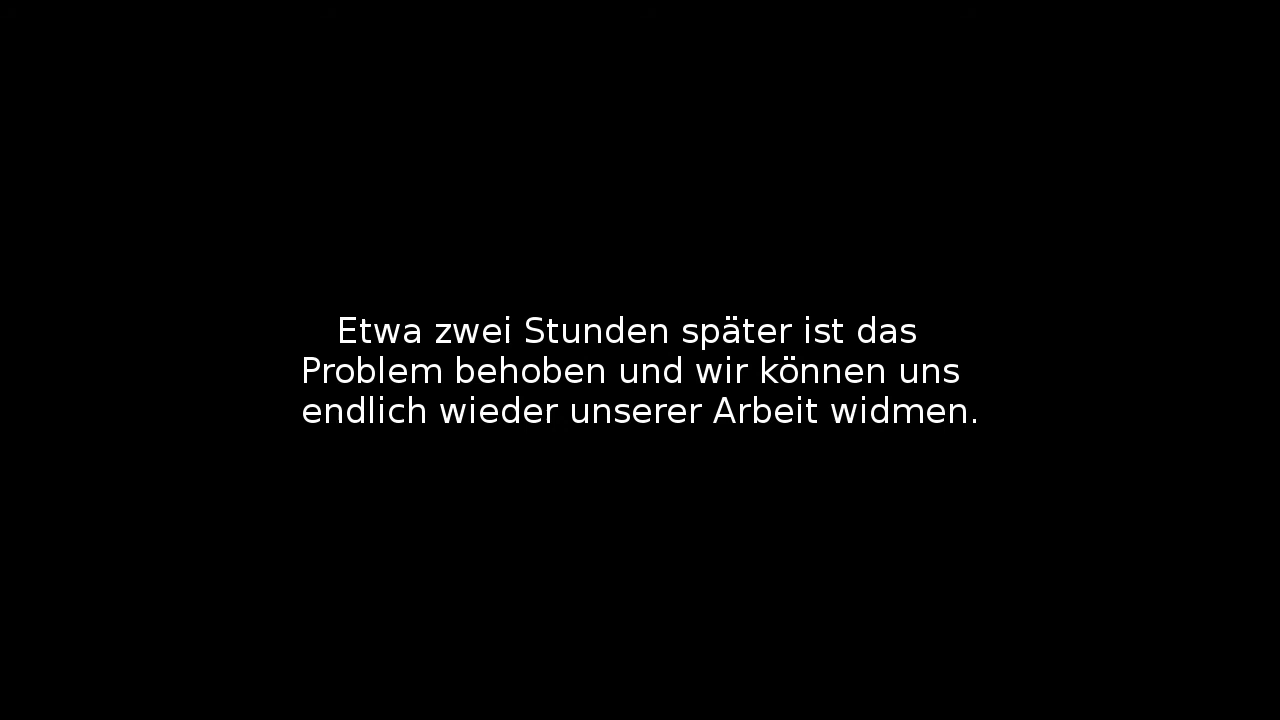 Etwa zwei Stunden später ist das
Problem behoben und wir können uns
endlich wieder unserer Arbeit widmen.